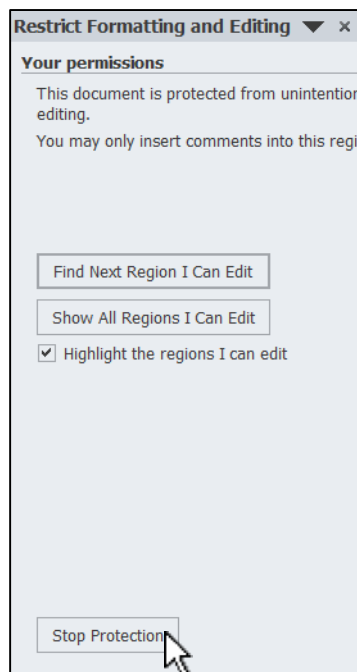 Restrict Formatting and Editing
Your permissions
This document is protected from unintention
editing.
You may only insert comments into this regi
Find Next Region I Can Edit
Show All Regions I Can Edit
Highlight the regions I can edit
Stop Protection